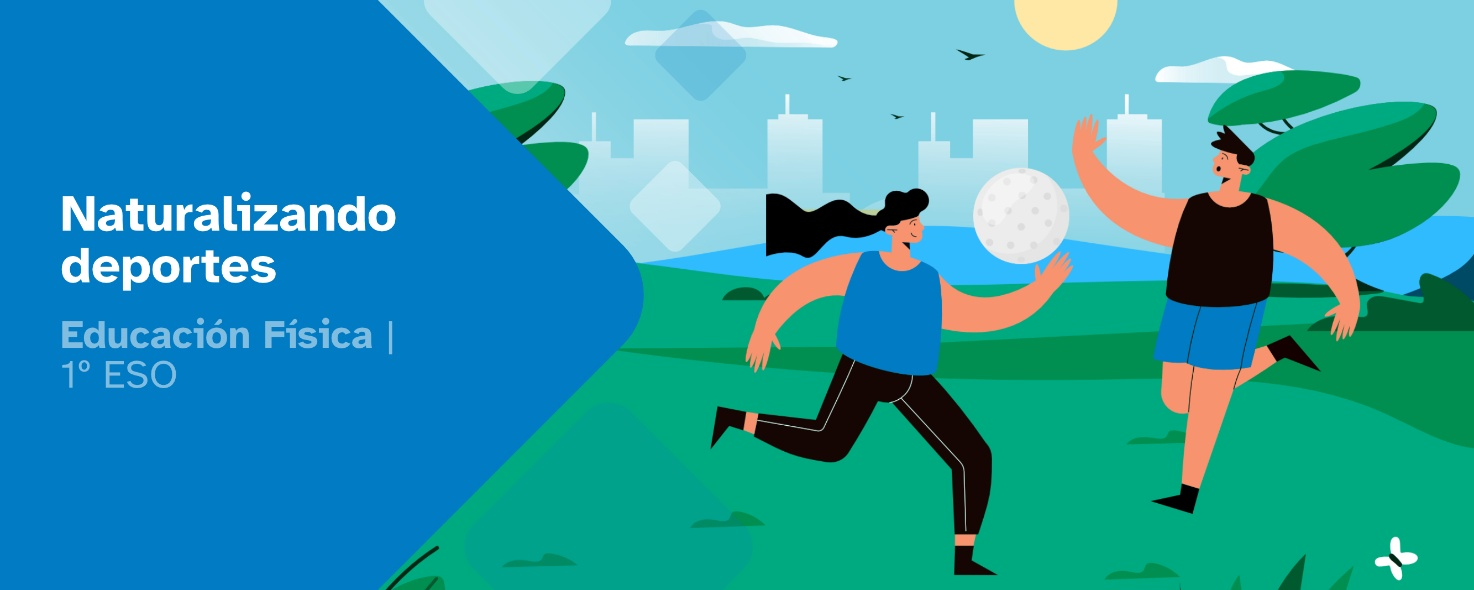 Naturalizando
deportes
Educación Física |
1º ESO